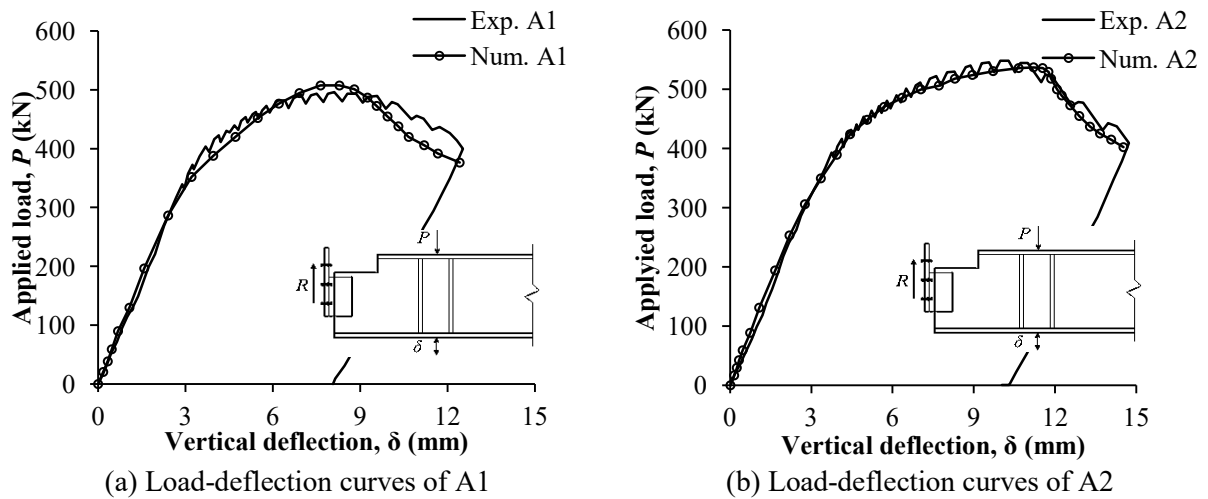 Exp. A1
Num. A1
600
500
400
300
200
100
0
0 3 6 9 12 15
Applied load, P (kN)
Vertical deflection, δ (mm)
P
R
δ
(a) Load-deflection curves of A1
Exp. A2
Num. A2
600
500
400
300
200
100
0
0 3 6 9 12 15
Applyied load, P (kN)
Vertical deflection, δ (mm)
P
R
δ
(b) Load-deflection curves of A2